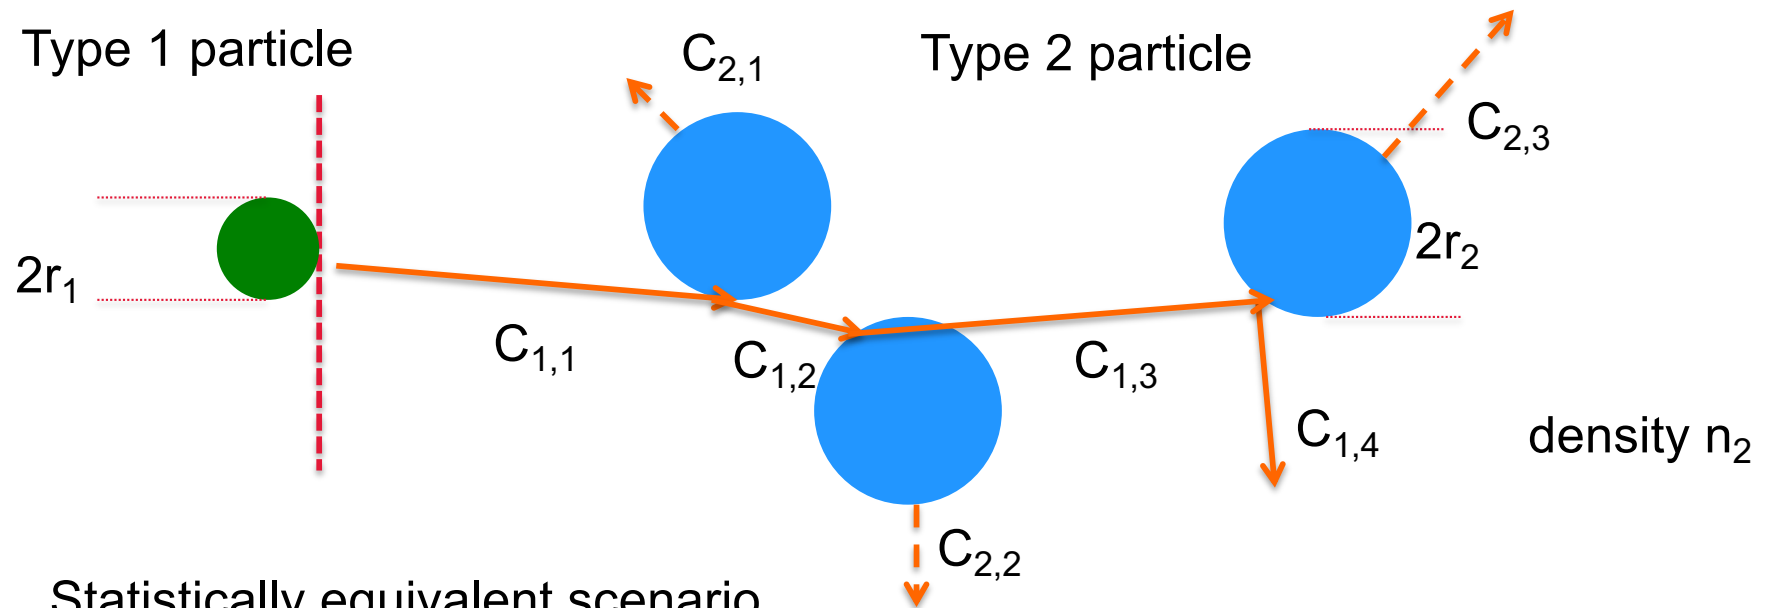 Type 1 particle
C2,1
Type 2 particle
C2,3
2r1
2r2
C1,1
C1,2
C1,3
C1,4
density n2
C2,2
Statistically equivalent scenario